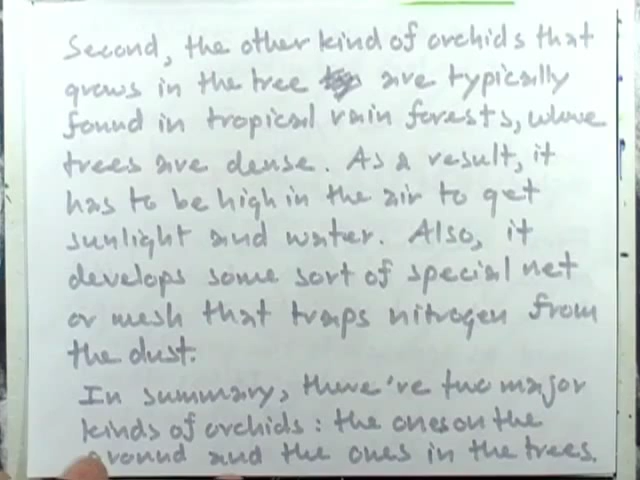 Second, the other kind of orchids that
grows in the tree are typically
found in tropical rain forests, where
trees are dense. As a result, it
has to be high in the air to get
sunlight and water. Also, it
develops some sort of special net
or mesh that traps nitrogen from
the dust.
In summary, there're two major
kinds of orchids: the ones on the
ground and the ones in the trees.